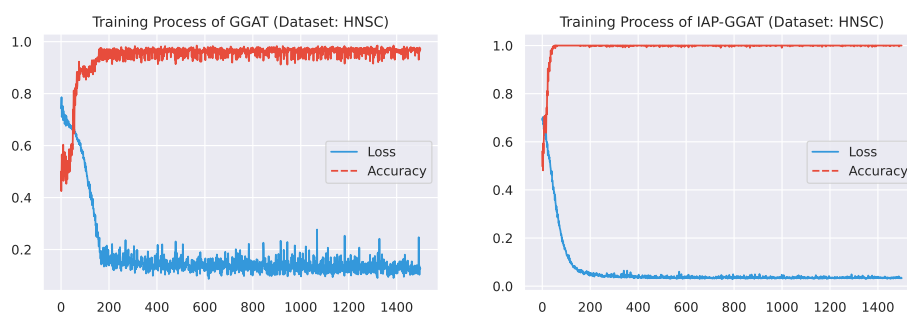 Training Process of GGAT (Dataset: HNSC)
1.0
0.8
0.6
0.4
0.2
0 200 400 600 800 1000 1200 1400
Loss
Accuracy
Training Process of IAP-GGAT (Dataset: HNSC)
1.0
0.8
0.6
0.4
0.2
0.0
0 200 400 600 800 1000 1200 1400
Loss
Accuracy